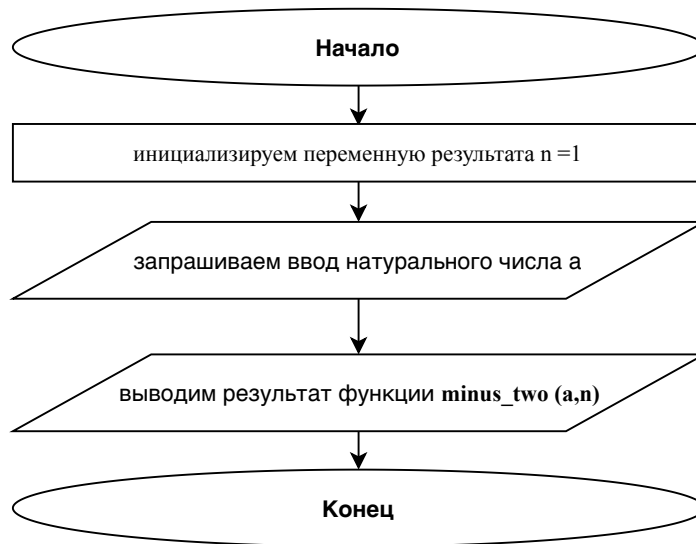 Начало
инициализируем переменную результата n =1
запрашиваем ввод натурального числа a
выводим результат функции minus_two (a,n)
Конец